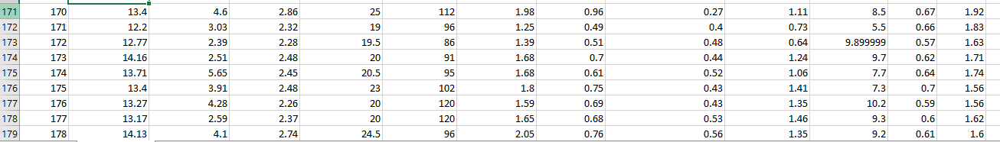 171 170 13.4 4.6 2.86 25 112 1.98 0.96 0.27 1.11 8.5 0.67 1.92
172 171 12.2 3.03 2.32 19 96 1.25 0.49 0.4 0.73 5.5 0.66 1.83
173 172 12.77 2.39 2.28 19.5 86 1.39 0.51 0.48 0.64 9.899999 0.57 1.63
174 173 14.16 2.51 2.48 20 91 1.68 0.7 0.44 1.24 9.7 0.62 1.71
175 174 13.71 5.65 2.45 20.5 95 1.68 0.61 0.52 1.06 7.7 0.64 1.74
176 175 13.4 3.91 2.48 23 102 1.8 0.75 0.43 1.41 7.3 0.7 1.56
177 176 13.27 4.28 2.26 20 120 1.59 0.69 0.43 1.35 10.2 0.59 1.56
178 177 13.17 2.59 2.37 20 120 1.65 0.68 0.53 1.46 9.3 0.6 1.62
179 178 14.13 4.1 2.74 24.5 96 2.05 0.76 0.56 1.35 9.2 0.61 1.6